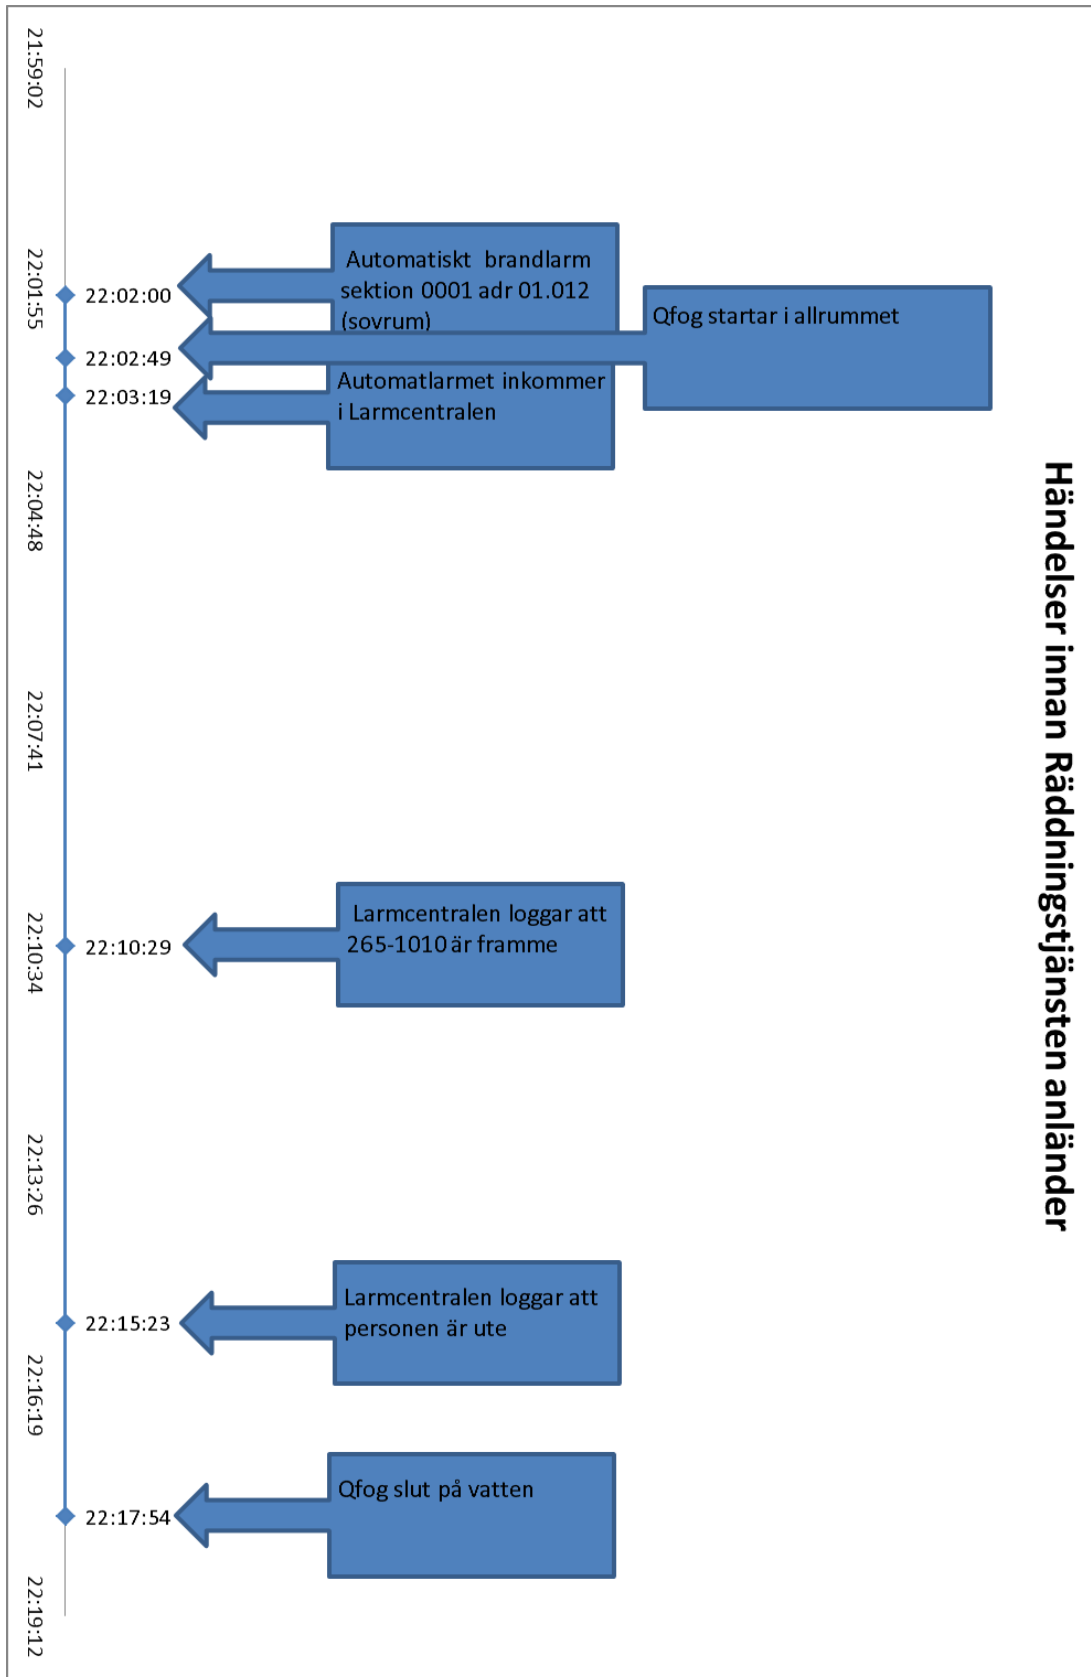 Händelser innan Räddningstjänsten anländer
21:59:02
22:01:55
22:04:48
22:07:41
22:10:34
22:13:26
22:16:19
22:19:12
22:02:00
Automatiskt brandlarm
sektion 0001 adr 01.012
(sovrum)
22:02:49
Qfog startar i allrummet
22:03:19
Automatlarmet inkommer
i Larmcentralen
22:10:29
Larmcentralen loggar att
265-1010 är framme
22:15:23
Larmcentralen loggar att
personen är ute
22:17:54
Qfog slut på vatten